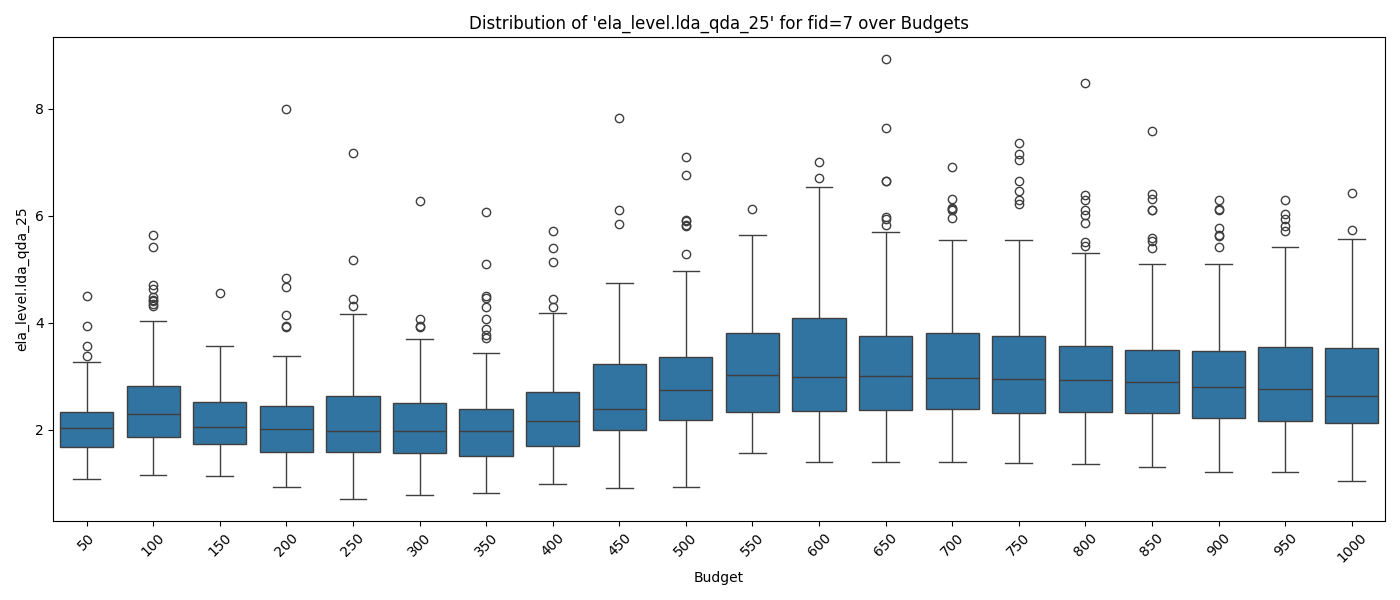 Distribution of 'ela_level.lda_qda_25' for fid=7 over Budgets
ela_level.lda_qda_25
8
6
4
2
50 100 150 200 250 300 350 400 450 500 550 600 650 700 750 800 850 900 950 1000
Budget